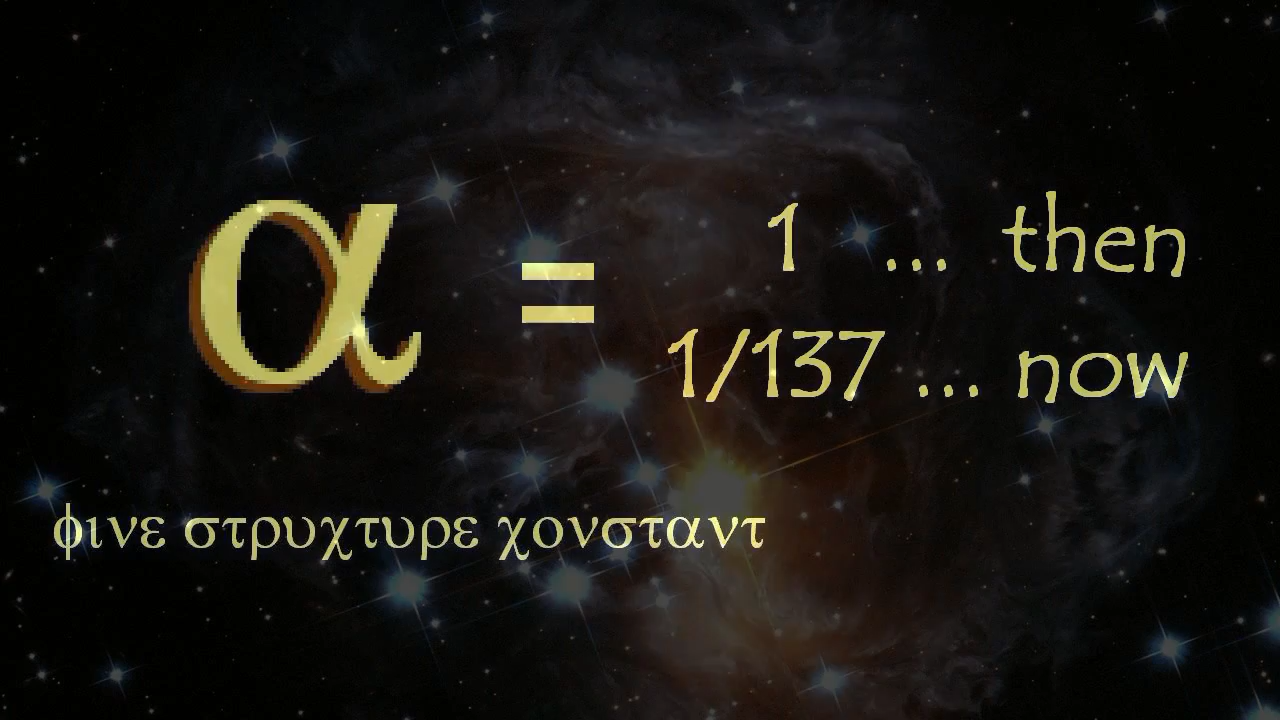 α = 1 ... then
1/137 ... now
φινε στρυχτυρε χονσταντ